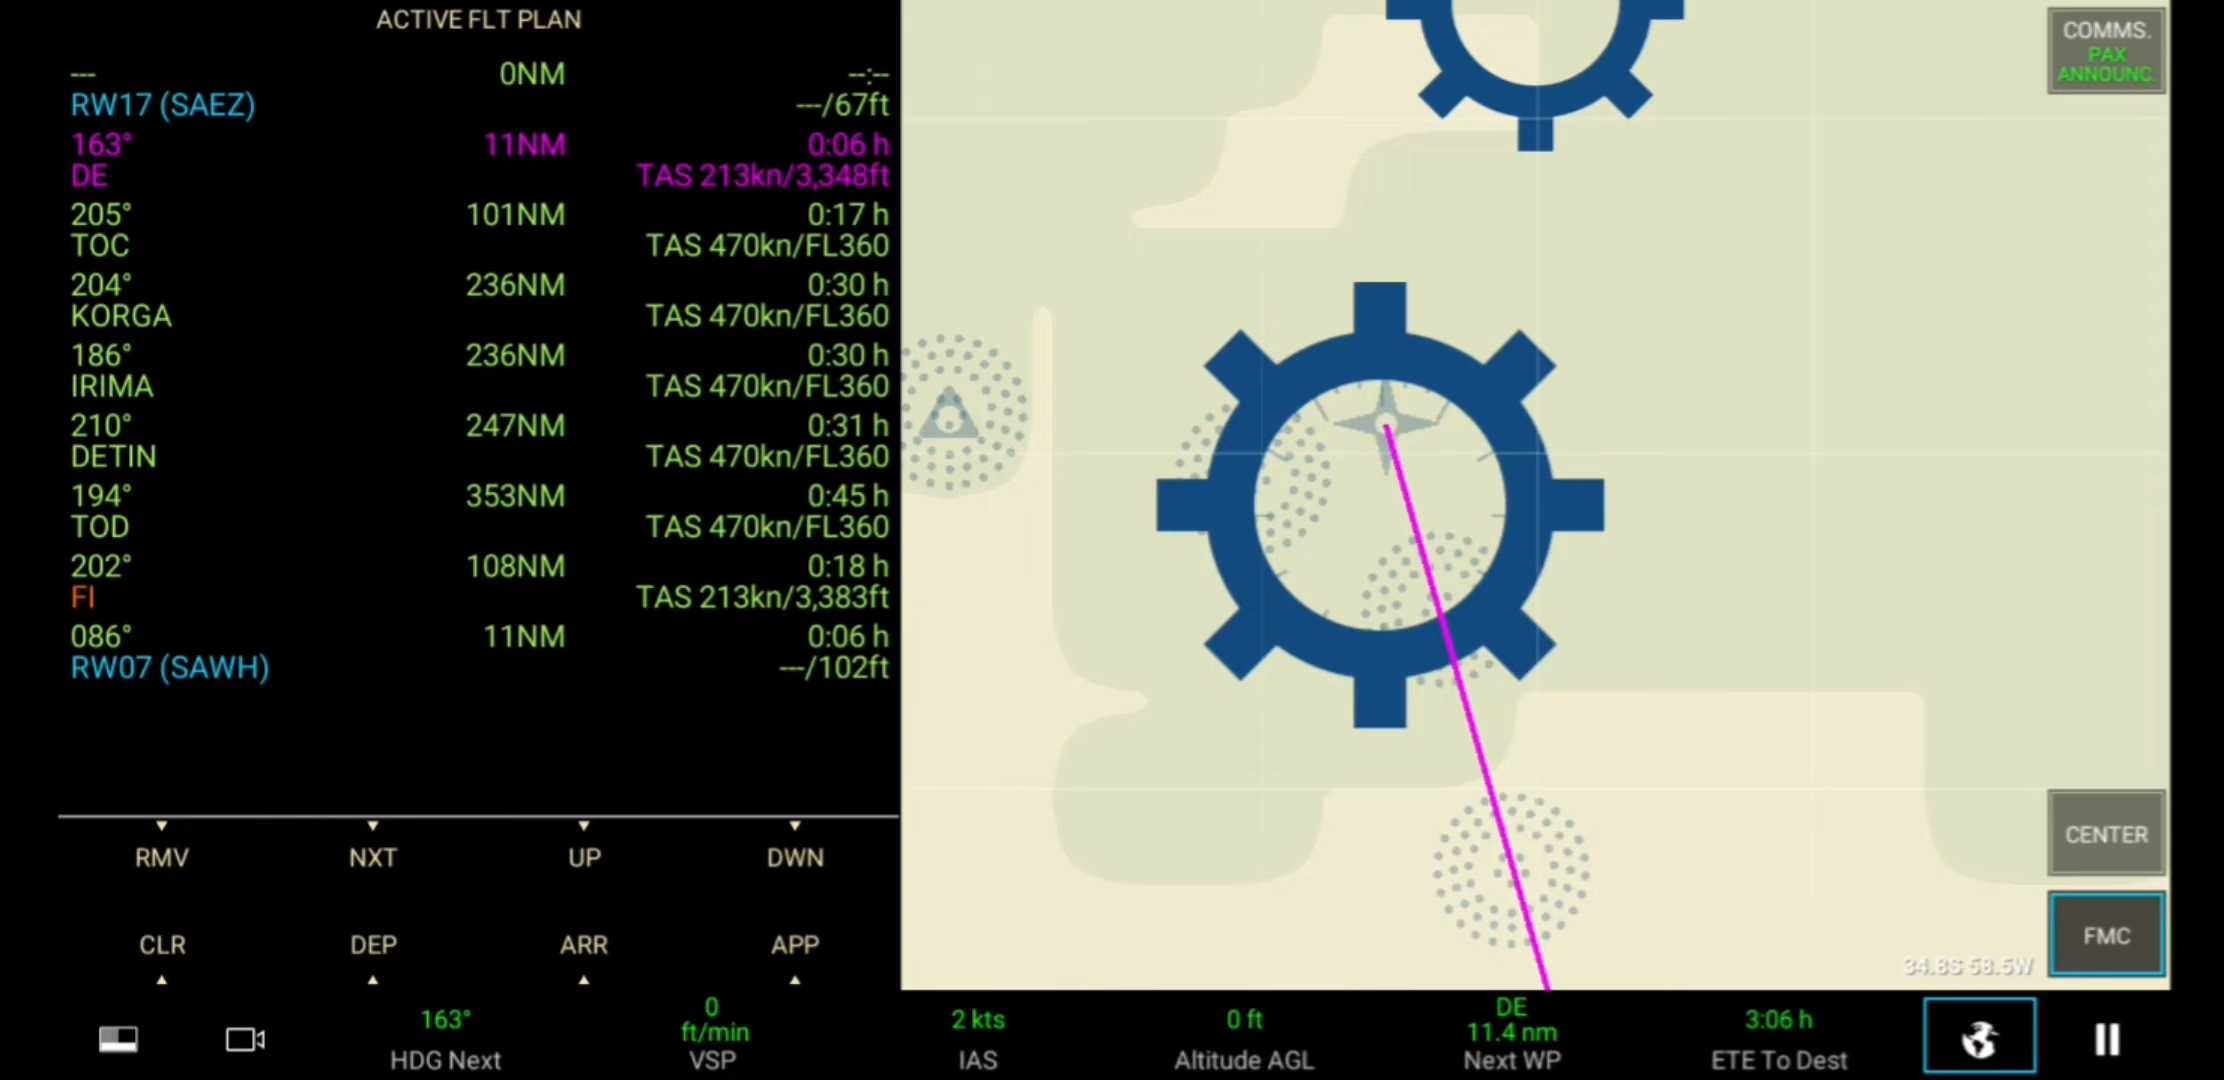 ACTIVE FLT PLAN
--- 0NM --:--
RW17 (SAEZ) ---/67ft
163° 11NM 0:06 h
DE TAS 213kn/3,348ft
205° 101NM 0:17 h
TOC TAS 470kn/FL360
204° 236NM 0:30 h
KORGA TAS 470kn/FL360
186° 236NM 0:30 h
IRIMA TAS 470kn/FL360
210° 247NM 0:31 h
DETIN TAS 470kn/FL360
194° 353NM 0:45 h
TOD TAS 470kn/FL360
202° 108NM 0:18 h
FI TAS 213kn/3,383ft
086° 11NM 0:06 h
RW07 (SAWH) ---/102ft
RMV NXT UP DWN
CLR DEP ARR APP
COMMS.
PAX
ANNOUNC.
CENTER
FMC
34.8S 58.5W
163°
HDG Next
0
ft/min
VSP
2 kts
IAS
0 ft
Altitude AGL
DE
11.4 nm
Next WP
3:06 h
ETE To Dest